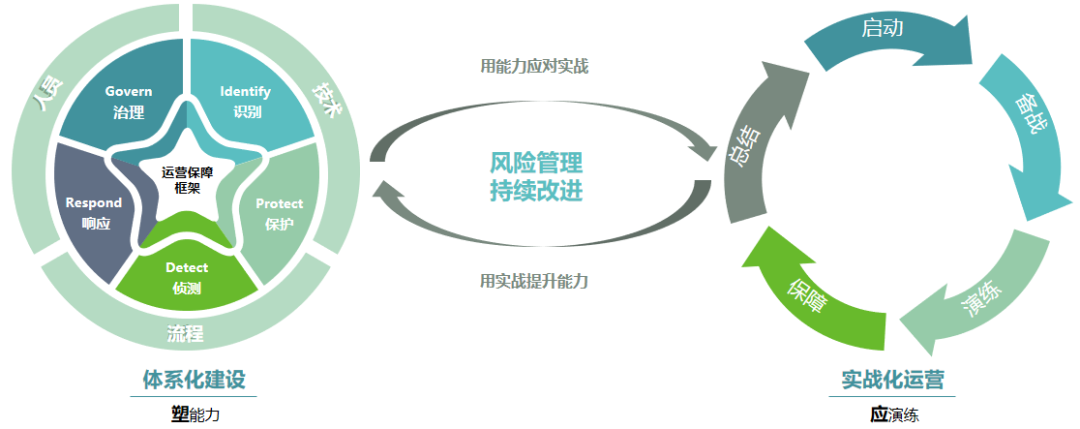 人员
技术
流程
Govern
治理
Identify
识别
Respond
响应
Protect
保护
Detect
侦测
运营保障
框架
体系化建设
塑能力
用能力应对实战
风险管理
持续改进
用实战提升能力
启动
备战
演练
保障
总结
实战化运营
应演练